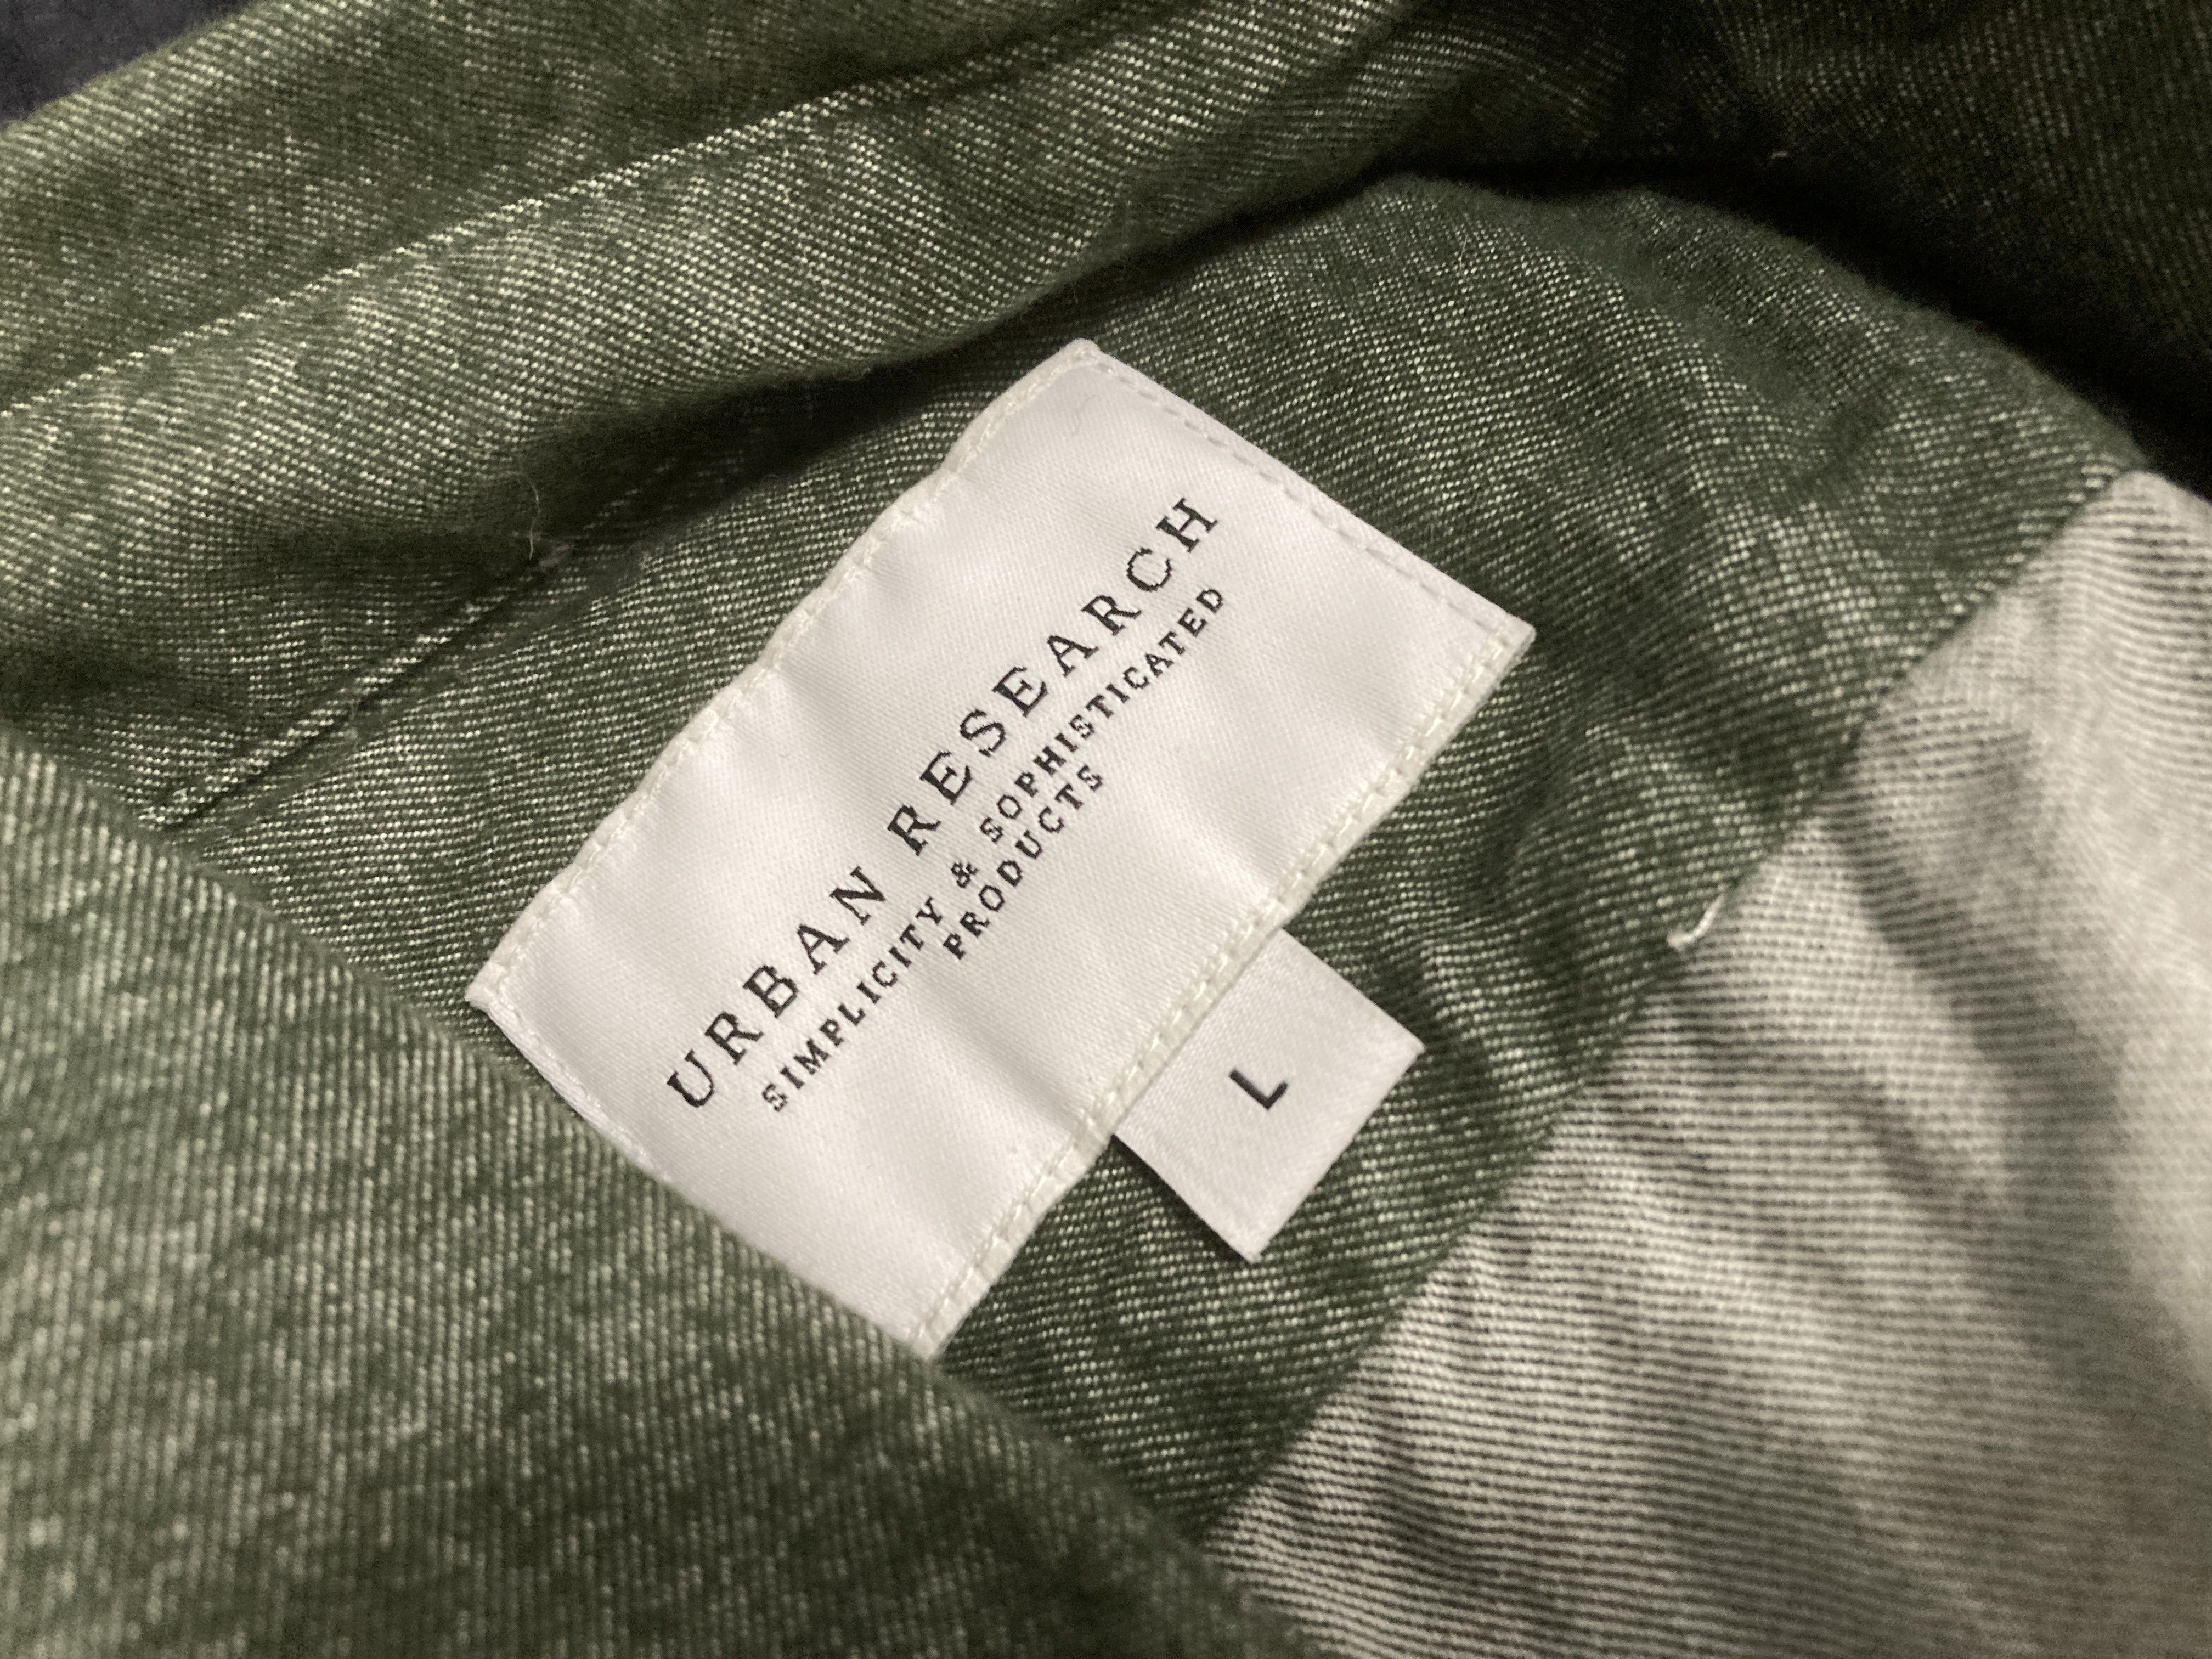 URBAN RESEARCH
SIMPLICITY & SOPHISTICATED
PRODUCTS
L